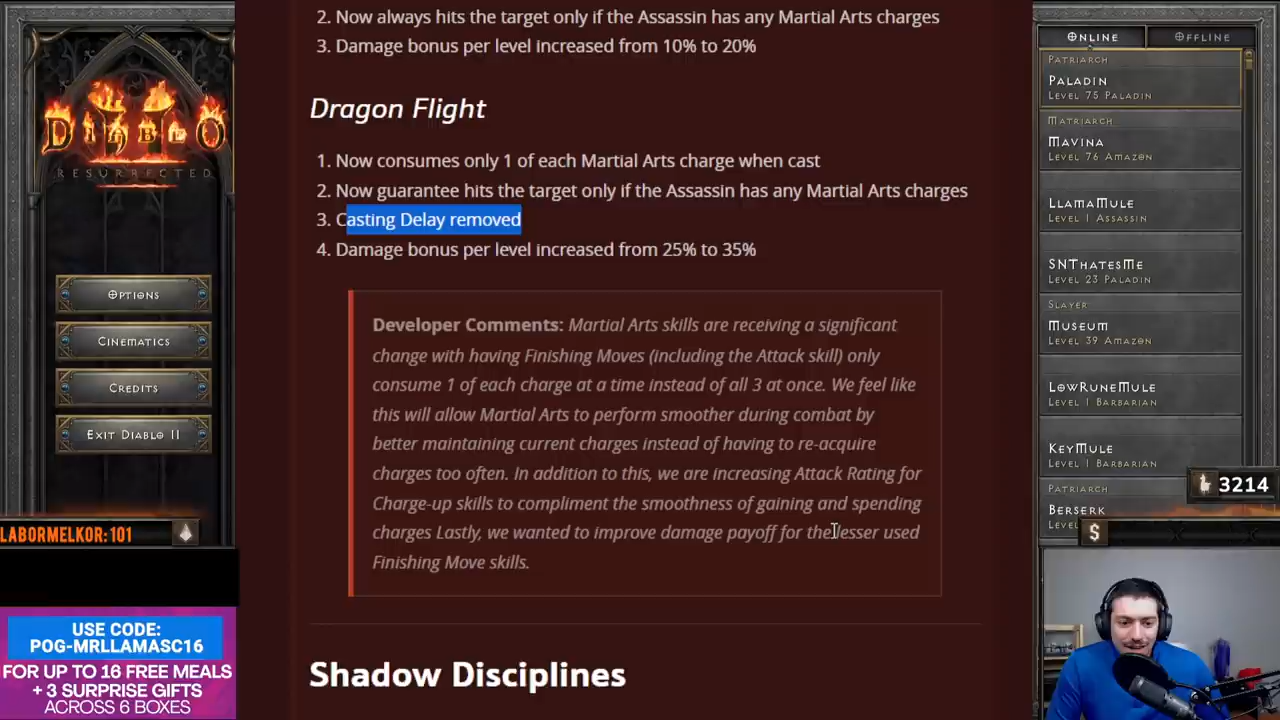 DIABLO
II
RESURRECTED
Options
Cinematics
Credits
Exit Diablo II
LABORMELKOR: 101
USE CODE:
POG-MRLLAMASC16
FOR UP TO 16 FREE MEALS
+ 3 SURPRISE GIFTS
ACROSS 6 BOXES
2. Now always hits the target only if the Assassin has any Martial Arts charges
3. Damage bonus per level increased from 10% to 20%
Dragon Flight
1. Now consumes only 1 of each Martial Arts charge when cast
2. Now guarantee hits the target only if the Assassin has any Martial Arts charges
3. Casting Delay removed
4. Damage bonus per level increased from 25% to 35%
Developer Comments: Martial Arts skills are receiving a significant
change with having Finishing Moves (including the Attack skill) only
consume 1 of each charge at a time instead of all 3 at once. We feel like
this will allow Martial Arts to perform smoother during combat by
better maintaining current charges instead of having to re-acquire
charges too often. In addition to this, we are increasing Attack Rating for
Charge-up skills to compliment the smoothness of gaining and spending
charges Lastly, we wanted to improve damage payoff for the lesser used
Finishing Move skills.
Shadow Disciplines
Online
Offline
Patriarch
Paladin
Level 75 Paladin
Matriarch
Mavina
Level 76 Amazon
LlamaMule
Level 1 Assassin
SNThatesMe
Level 23 Paladin
Slayer
Museum
Level 39 Amazon
LowRuneMule
Level 1 Barbarian
KeyMule
Level 1 Barbarian
Patriarch
Berserk
Level
3214
$